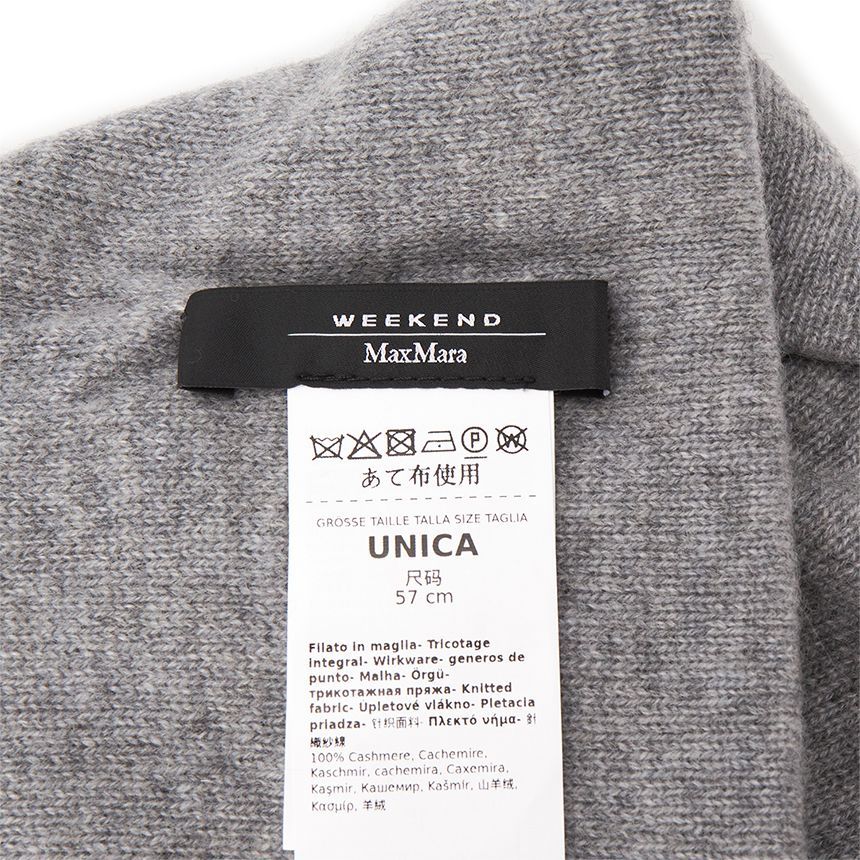 WEEKEND
MaxMara
P W
あて布使用
GRÖSSE TAILLE TALLA SIZE TAGLIA
UNICA
尺码
57 cm
Filato in maglia- Tricotage
integral- Wirkware- generos de
punto- Malha- Örgü-
трикотажная пряжа- Knitted
fabric- Úpletové vlákno- Pletacia
priadza- 针织面料- Πλεκτό νήμα- 針
織紗線
100% Cashmere, Cachemire,
Kaschmir, cachemira, Caxemira,
Kaşmir, Кашемир, Kašmír, 山羊绒,
Κασμίρ, 羊絨